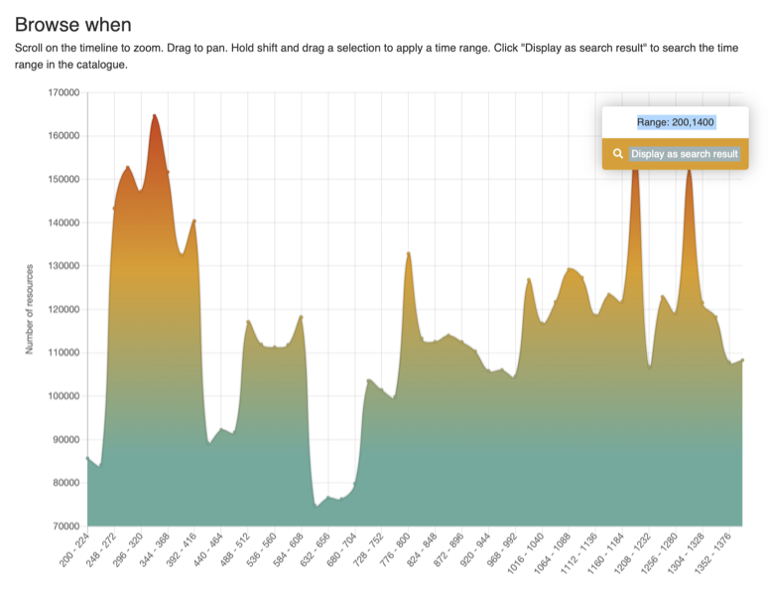 Browse when
Scroll on the timeline to zoom. Drag to pan. Hold shift and drag a selection to apply a time range. Click "Display as search result" to search the time
range in the catalogue.
170000
160000
150000
140000
130000
120000
110000
100000
90000
80000
70000
Number of resources
Range: 200,1400
Display as search result
200 - 224
248 - 272
296 - 320
344 - 368
392 - 416
440 - 464
488 - 512
536 - 560
584 - 608
632 - 656
680 - 704
728 - 752
776 - 800
824 - 848
872 - 896
920 - 944
968 - 992
1016 - 1040
1064 - 1088
1112 - 1136
1160 - 1184
1208 - 1232
1256 - 1280
1304 - 1328
1352 - 1376